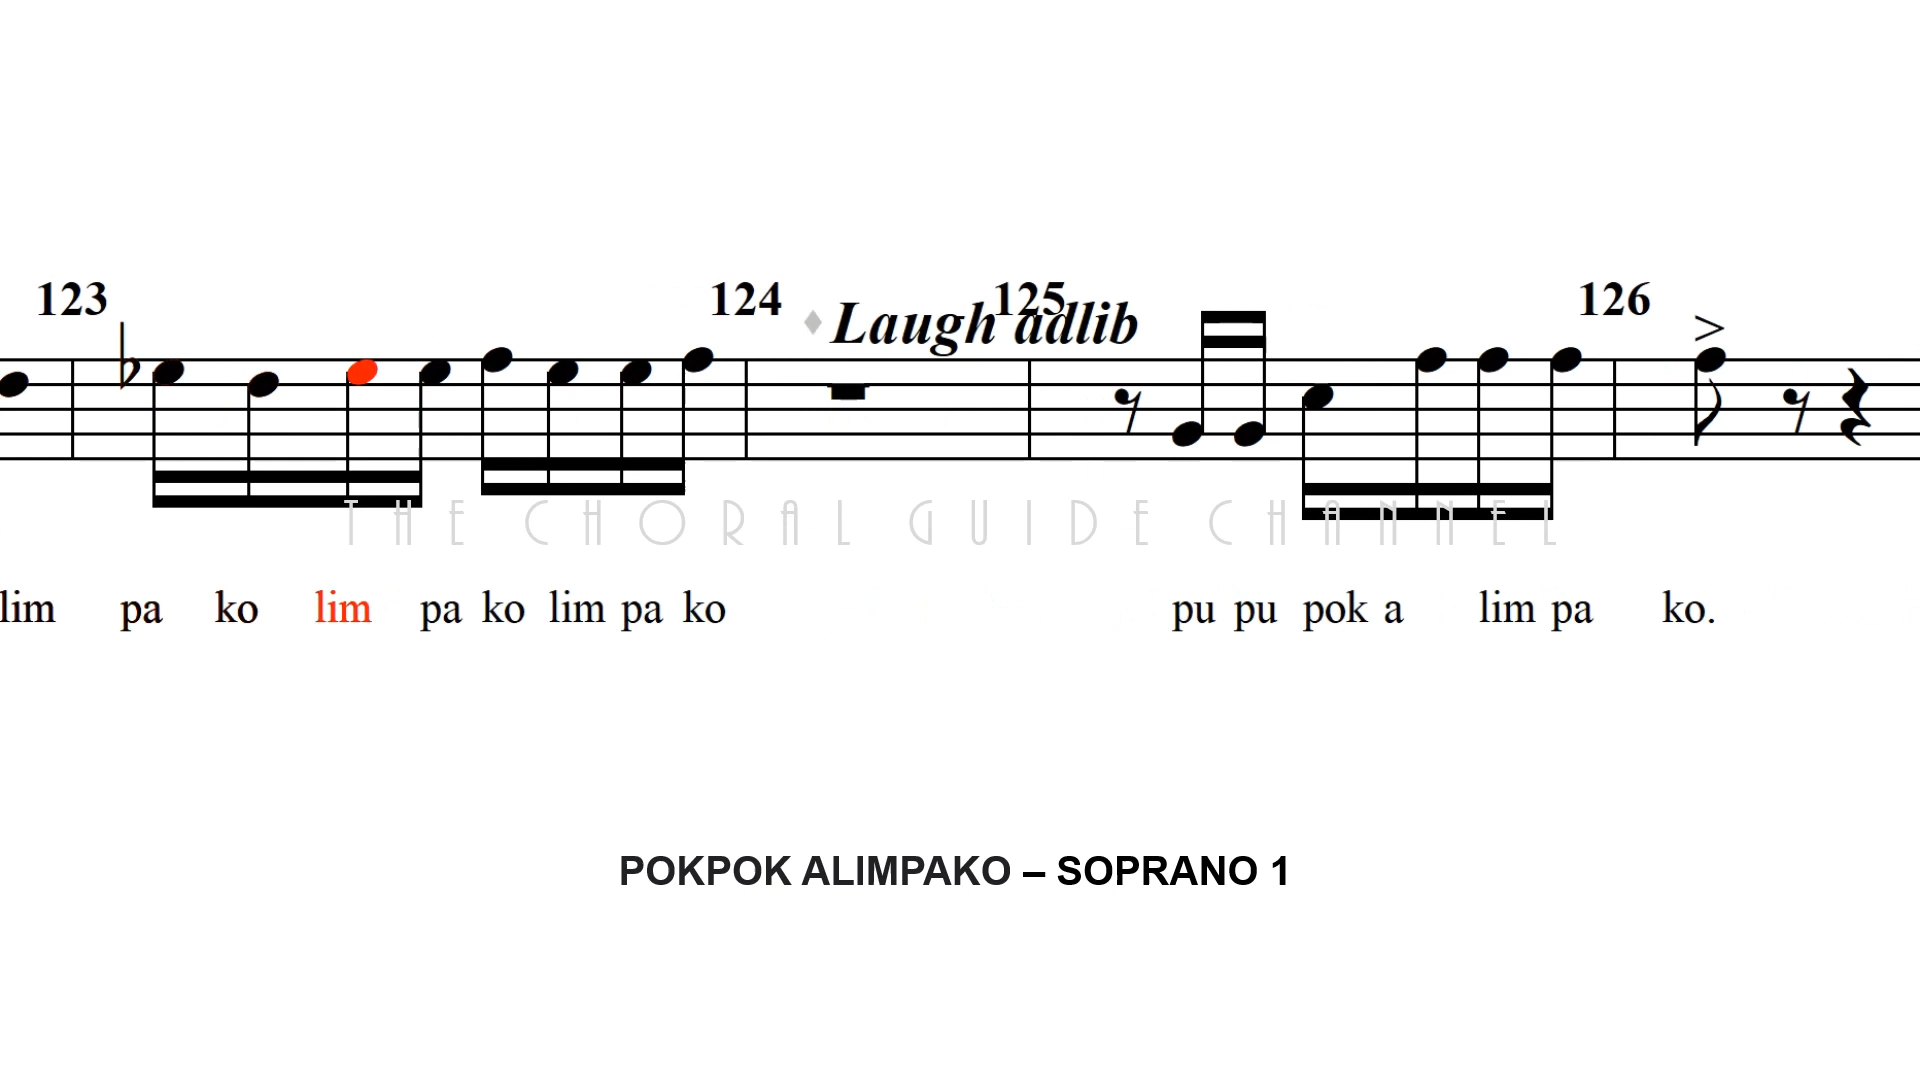 123 124 125 126
Laugh adlib
THE CHORAL GUIDE CHANNEL
lim pa ko lim pa ko lim pa ko pu pu pok a lim pa ko.
POKPOK ALIMPAKO – SOPRANO 1